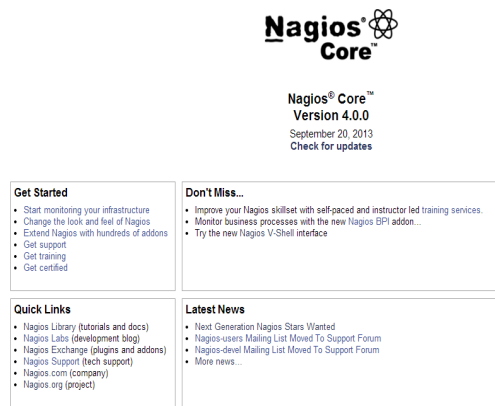 Nagios®
Core™
Nagios® Core™
Version 4.0.0
September 20, 2013
Check for updates
Get Started
• Start monitoring your infrastructure
• Change the look and feel of Nagios
• Extend Nagios with hundreds of addons
• Get support
• Get training
• Get certified
Don't Miss...
• Improve your Nagios skillset with self-paced and instructor led training services.
• Monitor business processes with the new Nagios BPI addon...
• Try the new Nagios V-Shell interface
Quick Links
• Nagios Library (tutorials and docs)
• Nagios Labs (development blog)
• Nagios Exchange (plugins and addons)
• Nagios Support (tech support)
• Nagios.com (company)
• Nagios.org (project)
Latest News
• Next Generation Nagios Stars Wanted
• Nagios-users Mailing List Moved To Support Forum
• Nagios-devel Mailing List Moved To Support Forum
• More news...